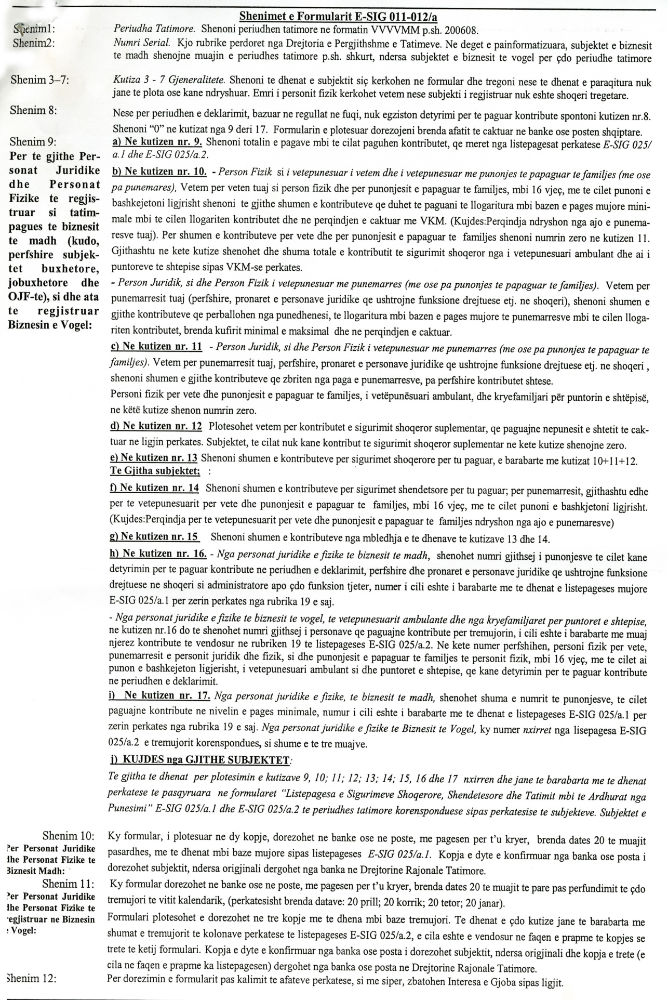 Shenimet e Formularit E-SIG 011-012/a
Shenim1:
Periudha Tatimore. Shenoni periudhen tatimore ne formatin VVVVMM p.sh. 200608.
Shenim2:
Numri Serial. Kjo rubrike perdoret nga Drejtoria e Pergjithshme e Tatimeve. Ne deget e painformatizuara, subjektet e biznesit
te madh shenojne muajin e periudhes tatimore p.sh. shkurt, ndersa subjektet e biznesit te vogel per çdo periudhe tatimore
Shenim 3–7:
Kutiza 3 - 7 Gjeneralitete. Shenoni te dhenat e subjektit siç kerkohen ne formular dhe tregoni nese te dhenat e paraqitura nuk
jane te plota ose kane ndryshuar. Emri i personit fizik kerkohet vetem nese subjekti i regjistruar nuk eshte shoqeri tregetare.
Shenim 8:
Nese per periudhen e deklarimit, bazuar ne regullat ne fuqi, nuk egziston detyrimi per te paguar kontribute spontoni kutizen nr.8.
Shenoni “0” ne kutizat nga 9 deri 17. Formularin e plotesuar dorezojeni brenda afatit te caktuar ne banke ose posten shqiptare.
Shenim 9:
Per te gjithe Per-
sonat Juridike
dhe Personat
Fizike te regjis-
truar si tatim-
pagues te biznesit
te madh (kudo,
perfshire subjek-
tet buxhetore,
jobuxhetore dhe
OJF-te), si dhe ata
te regjistruar
Biznesin e Vogel:
a) Ne kutizen nr. 9. Shenoni totalin e pagave mbi te cilat paguhen kontributet, qe meret nga listepagesat perkatese E-SIG 025/
a.1 dhe E-SIG 025/a.2.
b) Ne kutizen nr. 10. - Person Fizik si i vetepunesuar i vetem dhe i vetepunesuar me punonjes te papaguar te familjes (me ose
pa punemares), Vetem per veten tuaj si person fizik dhe per punonjesit e papaguar te familjes, mbi 16 vjeç, me te cilet punoni e
bashkejetoni ligjrisht shenoni te gjithe shumen e kontributeve qe duhet te paguani te llogaritura mbi bazen e pages mujore mini-
male mbi te cilen llogariten kontributet dhe ne perqindjen e caktuar me VKM. (Kujdes:Perqindja ndryshon nga ajo e punema-
resve tuaj). Per shumen e kontributeve per vete dhe per punonjesit e papaguar te familjes shenoni numrin zero ne kutizen 11.
Gjithashtu ne kete kutize shenohet dhe shuma totale e kontributit te sigurimit shoqeror nga i vetepunesuari ambulant dhe ai i
puntoreve te shtepise sipas VKM-se perkates.
- Person Juridik, si dhe Person Fizik i vetepunesuar me punemarres (me ose pa punonjes te papaguar te familjes). Vetem per
punemarresit tuaj (perfshire, pronaret e personave juridike qe ushtrojne funksione drejtuese etj. ne shoqeri), shenoni shumen e
gjithe kontributeve qe perballohen nga punedhenesi, te llogaritura mbi bazen e pages mujore te punemarresve mbi te cilen lloga-
riten kontributet, brenda kufirit minimal e maksimal dhe ne perqindjen e caktuar.
c) Ne kutizen nr. 11 - Person Juridik, si dhe Person Fizik i vetepunesuar me punemarres (me ose pa punonjes te papaguar te
familjes). Vetem per punemarresit tuaj, perfshire, pronaret e personave juridike qe ushtrojne funksione drejtuese etj. ne shoqeri ,
shenoni shumen e gjithe kontributeve qe zbriten nga paga e punemarresve, pa perfshire kontributet shtese.
Personi fizik per vete dhe punonjesit e papaguar te familjes, i vetëpunësuari ambulant, dhe kryefamiljari për puntorin e shtëpisë,
ne këtë kutize shenon numrin zero.
d) Ne kutizen nr. 12 Plotesohet vetem per kontributet e sigurimit shoqeror suplementar, qe paguajne nepunesit e shtetit te cak-
tuar ne ligjin perkates. Subjektet, te cilat nuk kane kontribut te sigurimit shoqeror suplementar ne kete kutize shenojne zero.
e) Ne kutizen nr. 13 Shenoni shumen e kontributeve per sigurimet shoqerore per tu paguar, e barabarte me kutizat 10+11+12.
Te Gjitha subjektet; :
f) Ne kutizen nr. 14 Shenoni shumen e kontributeve per sigurimet shendetsore per tu paguar; per punemarresit, gjithashtu edhe
per te vetepunesuarit per vete dhe punonjesit e papaguar te familjes, mbi 16 vjeç, me te cilet punoni e bashkjetoni ligjrisht.
(Kujdes:Perqindja per te vetepunesuarit per vete dhe punonjesit e papaguar te familjes ndryshon nga ajo e punemaresve)
g) Ne kutizen nr. 15 Shenoni shumen e kontributeve nga mbledhja e te dhenave te kutizave 13 dhe 14.
h) Ne kutizen nr. 16. - Nga personat juridike e fizike te biznesit te madh, shenohet numri gjithsej i punonjesve te cilet kane
detyrimin per te paguar kontribute ne periudhen e deklarimit, perfshire dhe pronaret e personave juridike qe ushtrojne funksione
drejtuese ne shoqeri si administratore apo çdo funksion tjeter, numer i cili eshte i barabarte me te dhenat e listepageses mujore
E-SIG 025/a.1 per zerin perkates nga rubrika 19 e saj.
- Nga personat juridike e fizike te biznesit te vogel, te vetepunesuarit ambulante dhe nga kryefamiljaret per puntoret e shtepise,
ne kutizen nr.16 do te shenohet numri gjithsej i personave qe paguajne kontribute per tremujorin, i cili eshte i barabarte me muaj
njerez kontribute te vendosur ne rubriken 19 te listepageses E-SIG 025/a.2. Ne kete numer perfshihen, personi fizik per vete,
punemarresit e personit juridik dhe fizik, si dhe punonjesit e papaguar te familjes te personit fizik, mbi 16 vjeç, me te cilet ai
punon e bashkejeton ligjerisht, i vetepunesuari ambulant si dhe puntoret e shtepise, qe kane detyrimin per te paguar kontribute
ne periudhen e deklarimit.
i) Ne kutizen nr. 17. Nga personat juridike e fizike, te biznesit te madh, shenohet shuma e numrit te punonjesve, te cilet
paguajne kontribute ne nivelin e pages minimale, numur i cili eshte i barabarte me te dhenat e listepageses E-SIG 025/a.1 per
zerin perkates nga rubrika 19 e saj. Nga personat juridike e fizike te Biznesit te Vogel, ky numer nxirret nga lisepagesa E-SIG
025/a.2 e tremujorit korenspondues, si shume e te tre muajve.
j) KUJDES nga GJITHE SUBJEKTET:
Te gjitha te dhenat per plotesimin e kutizave 9, 10; 11; 12; 13; 14; 15, 16 dhe 17 nxirren dhe jane te barabarta me te dhenat
perkatese te pasqyruara ne formularet “Listepagesa e Sigurimeve Shoqerore, Shendetesore dhe Tatimit mbi te Ardhurat nga
Punesimi” E-SIG 025/a.1 dhe E-SIG 025/a.2 te periudhes tatimore korensponduese sipas perkatesise te subjekteve. Subjektet e
Shenim 10:
Per Personat Juridike
dhe Personat Fizike te
Biznesit Madh:
Ky formular, i plotesuar ne dy kopje, dorezohet ne banke ose ne poste, me pagesen per t’u kryer, brenda dates 20 te muajit
pasardhes, me te dhenat mbi baze mujore sipas listepageses E-SIG 025/a.1. Kopja e dyte e konfirmuar nga banka ose posta i
dorezohet subjektit, ndersa origjinali dergohet nga banka ne Drejtorine Rajonale Tatimore.
Shenim 11:
Per Personat Juridike
dhe Personat Fizike te
regjistruar ne Biznesin
e Vogel:
Ky formular dorezohet ne banke ose ne poste, me pagesen per t’u kryer, brenda dates 20 te muajit te pare pas perfundimit te çdo
tremujori te vitit kalendarik, (perkatesisht brenda datave: 20 prill; 20 korrik; 20 tetor; 20 janar).
Formulari plotesohet e dorezohet ne tre kopje me te dhena mbi baze tremujori. Te dhenat e çdo kutize jane te barabarta me
shumat e tremujorit te kolonave perkatese te listepageses E-SIG 025/a.2, e cila eshte e vendosur ne faqen e prapme te kopjes se
trete te ketij formulari. Kopja e dyte e konfirmuar nga banka ose posta i dorezohet subjektit, ndersa origjinali dhe kopja e trete (e
cila ne faqen e prapme ka listepagesen) dergohet nga banka ose posta ne Drejtorine Rajonale Tatimore.
Shenim 12:
Per dorezimin e formularit pas kalimit te afateve perkatese, si me siper, zbatohen Interesa e Gjoba sipas ligjit.